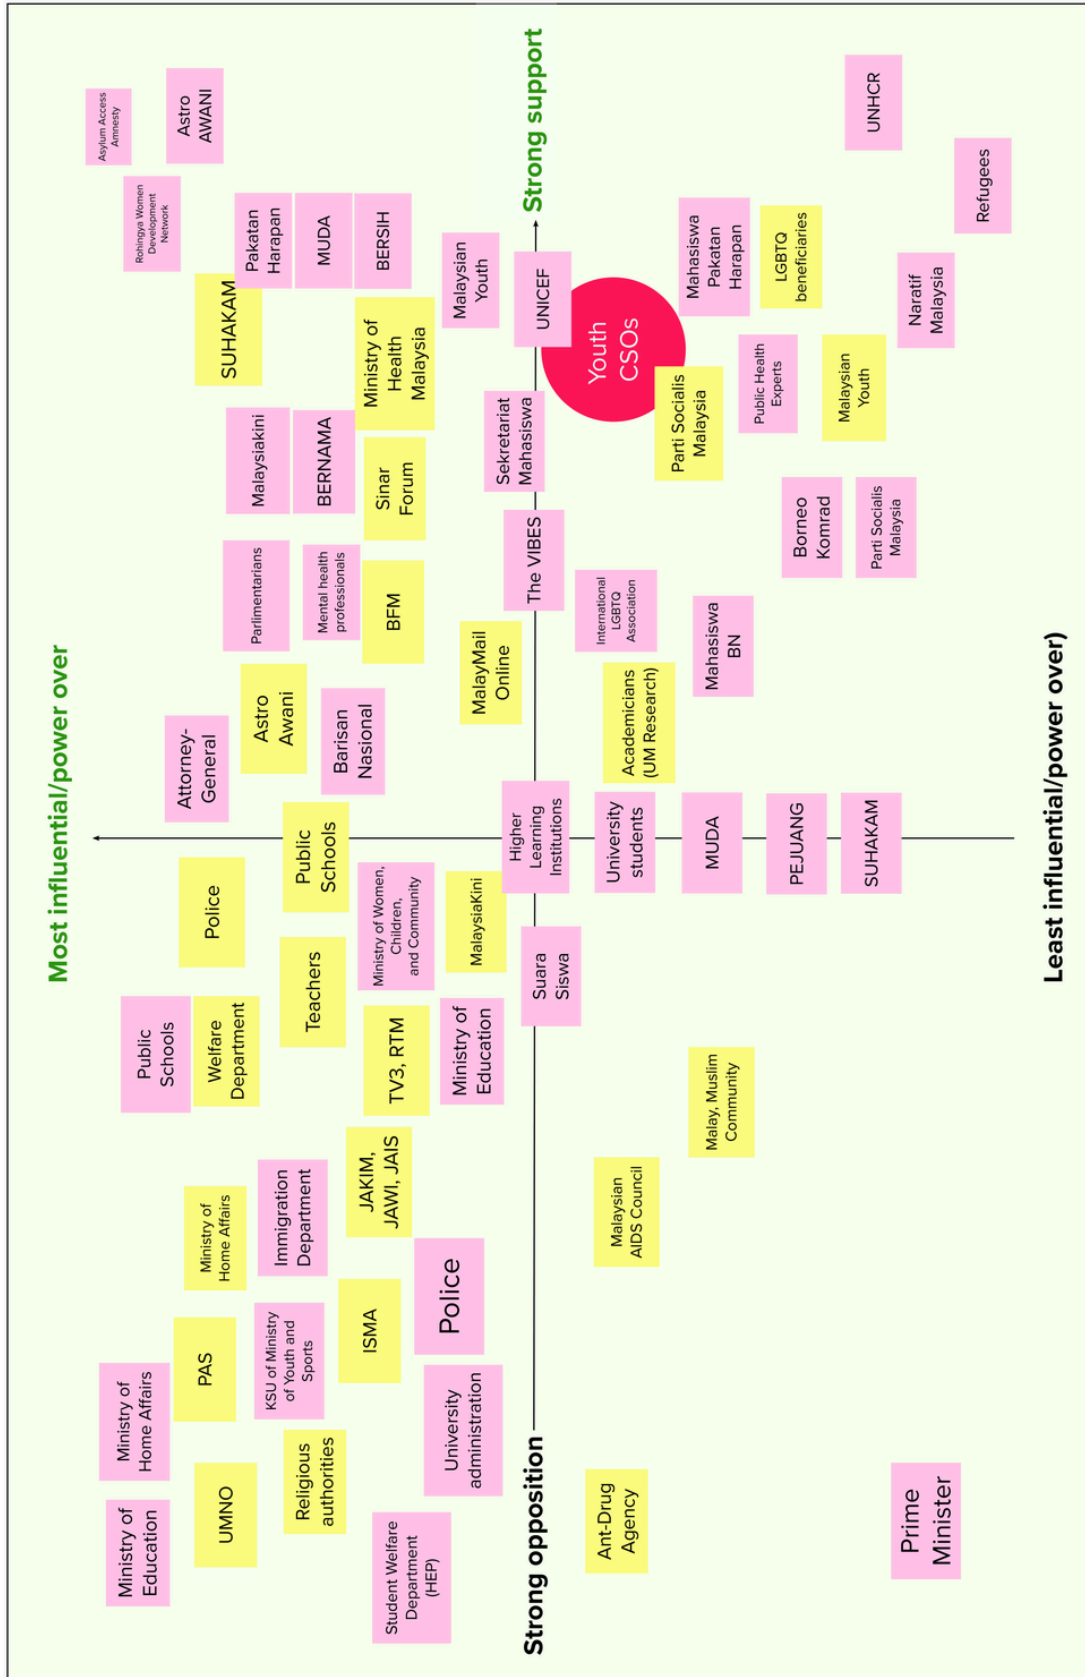 Most influential/power over
Asylum Access
Amnesty
Ministry of
Education
Ministry of
Home Affairs
Public
Schools
Rohingya Women
Development
Network
Astro
AWANI
UMNO
PAS
Ministry of
Home Affairs
Welfare
Department
Police
Attorney-
General
SUHAKAM
Religious
authorities
KSU of Ministry
of Youth and
Sports
Immigration
Department
Teachers
Public
Schools
Astro
Awani
Parlimentarians
Malaysiakini
Pakatan
Harapan
Barisan
Nasional
Mental health
professionals
BERNAMA
MUDA
Student Welfare
Department
(HEP)
ISMA
JAKIM,
JAWI, JAIS
TV3, RTM
Ministry of Women,
Children,
and Community
BFM
Sinar
Forum
Ministry of
Health
Malaysia
BERSIH
University
administration
Police
Ministry of
Education
MalaysiaKini
MalayMail
Online
Malaysian
Youth
Strong opposition
Suara
Siswa
Higher
Learning
Institutions
The VIBES
Sekretariat
Mahasiswa
UNICEF
Strong support
Youth
CSOs
Ant-Drug
Agency
Malaysian
AIDS Council
University
students
Academicians
(UM Research)
International
LGBTQ
Association
Parti Socialis
Malaysia
Malay, Muslim
Community
MUDA
Mahasiswa
BN
Mahasiswa
Pakatan
Harapan
PEJUANG
Borneo
Komrad
Public Health
Experts
LGBTQ
beneficiaries
SUHAKAM
Parti Socialis
Malaysia
Malaysian
Youth
UNHCR
Prime
Minister
Naratif
Malaysia
Refugees
Least influential/power over)